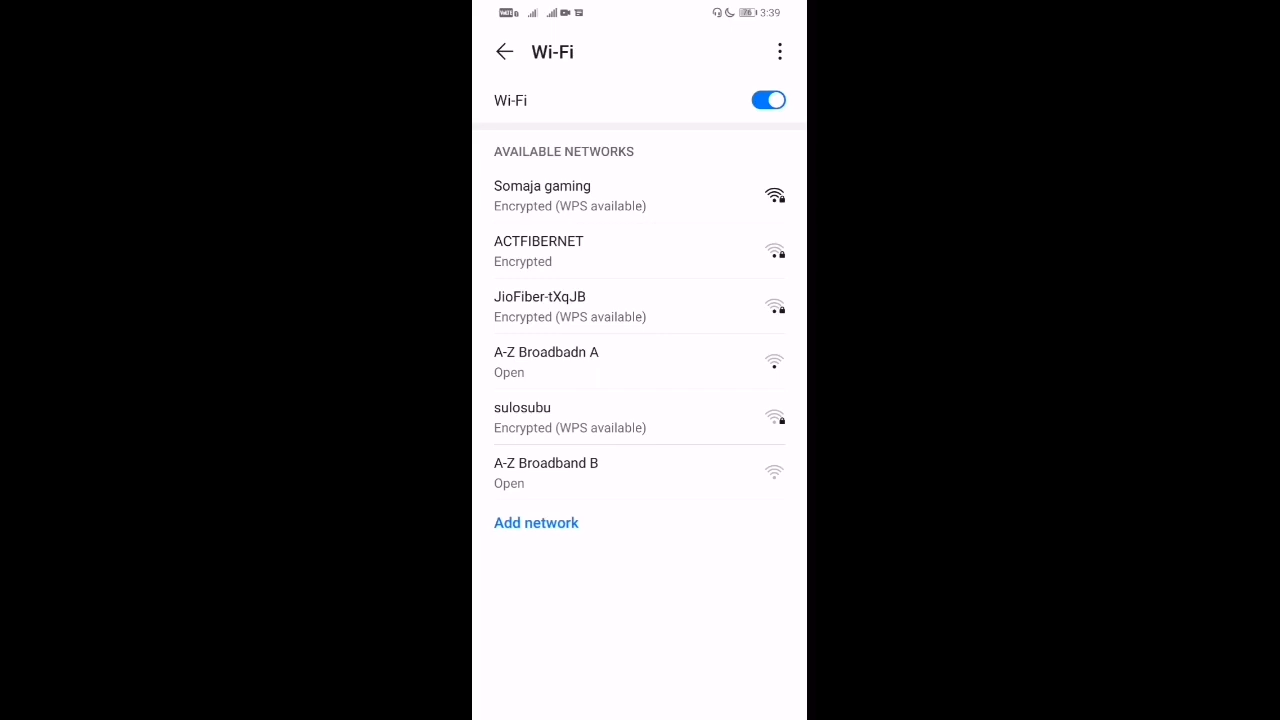 76 3:39
Wi-Fi
Wi-Fi
AVAILABLE NETWORKS
Somaja gaming
Encrypted (WPS available)
ACTFIBERNET
Encrypted
JioFiber-tXqJB
Encrypted (WPS available)
A-Z Broadbadn A
Open
sulosubu
Encrypted (WPS available)
A-Z Broadband B
Open
Add network